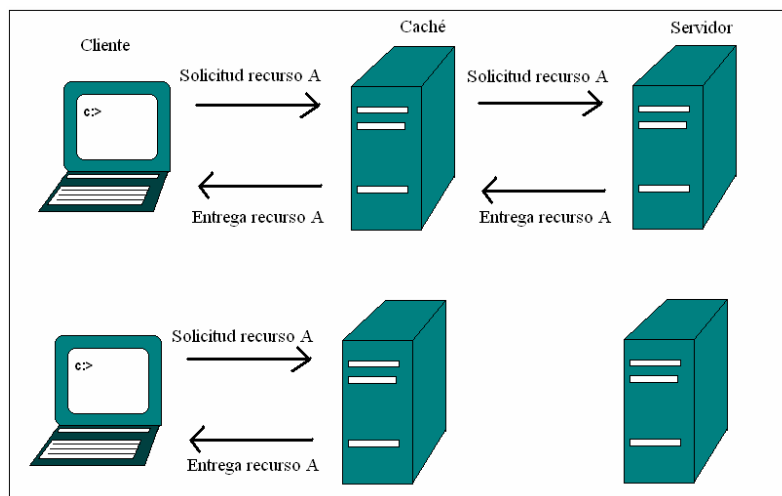 Cliente
Caché
Servidor
Solicitud recurso A
Solicitud recurso A
c:>
Entrega recurso A
Entrega recurso A
Solicitud recurso A
c:>
Entrega recurso A